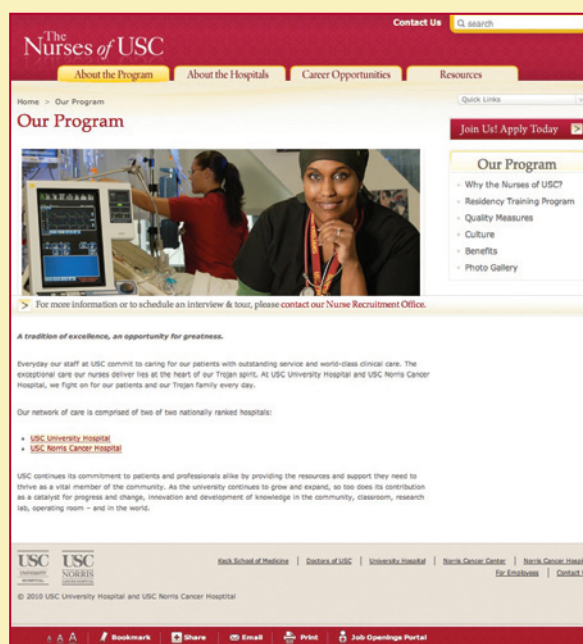 Contact Us
search
The
Nurses of USC
About the Program
About the Hospitals
Career Opportunities
Resources
Home > Our Program
Quick Links
Our Program
Join Us! Apply Today
Our Program
Why the Nurses of USC?
Residency Training Program
Quality Measures
Culture
Benefits
Photo Gallery
For more information or to schedule an interview & tour, please contact our Nurse Recruitment Office.
A tradition of excellence, an opportunity for greatness.
Everyday our staff at USC commit to caring for our patients with outstanding service and world-class clinical care. The
exceptional care our nurses deliver lies at the heart of our Trojan spirit. At USC University Hospital and USC Norris Cancer
Hospital, we fight on for our patients and our Trojan family every day.
Our network of care is comprised of two of two nationally ranked hospitals:
USC University Hospital
USC Norris Cancer Hospital
USC continues its commitment to patients and professionals alike by providing the resources and support they need to
thrive as a vital member of the community. As the university continues to grow and expand, so too does its contribution
as a catalyst for progress and change, innovation and development of knowledge in the community, classroom, research
lab, operating room – and in the world.
USC
UNIVERSITY
HOSPITAL
USC
NORRIS
CANCER HOSPITAL
Keck School of Medicine | Doctors of USC | University Hospital | Norris Cancer Center | Norris Cancer Hospi
For Employees | Contact
© 2010 USC University Hospital and USC Norris Cancer Hosptital
A A A | Bookmark | Share | Email | Print | Job Openings Portal